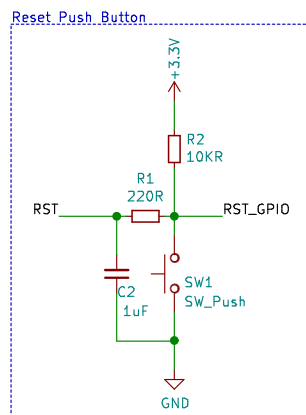 Reset Push Button
+3.3V
R2
10KR
R1
220R
RST
RST_GPIO
C2
1uF
SW1
SW_Push
GND